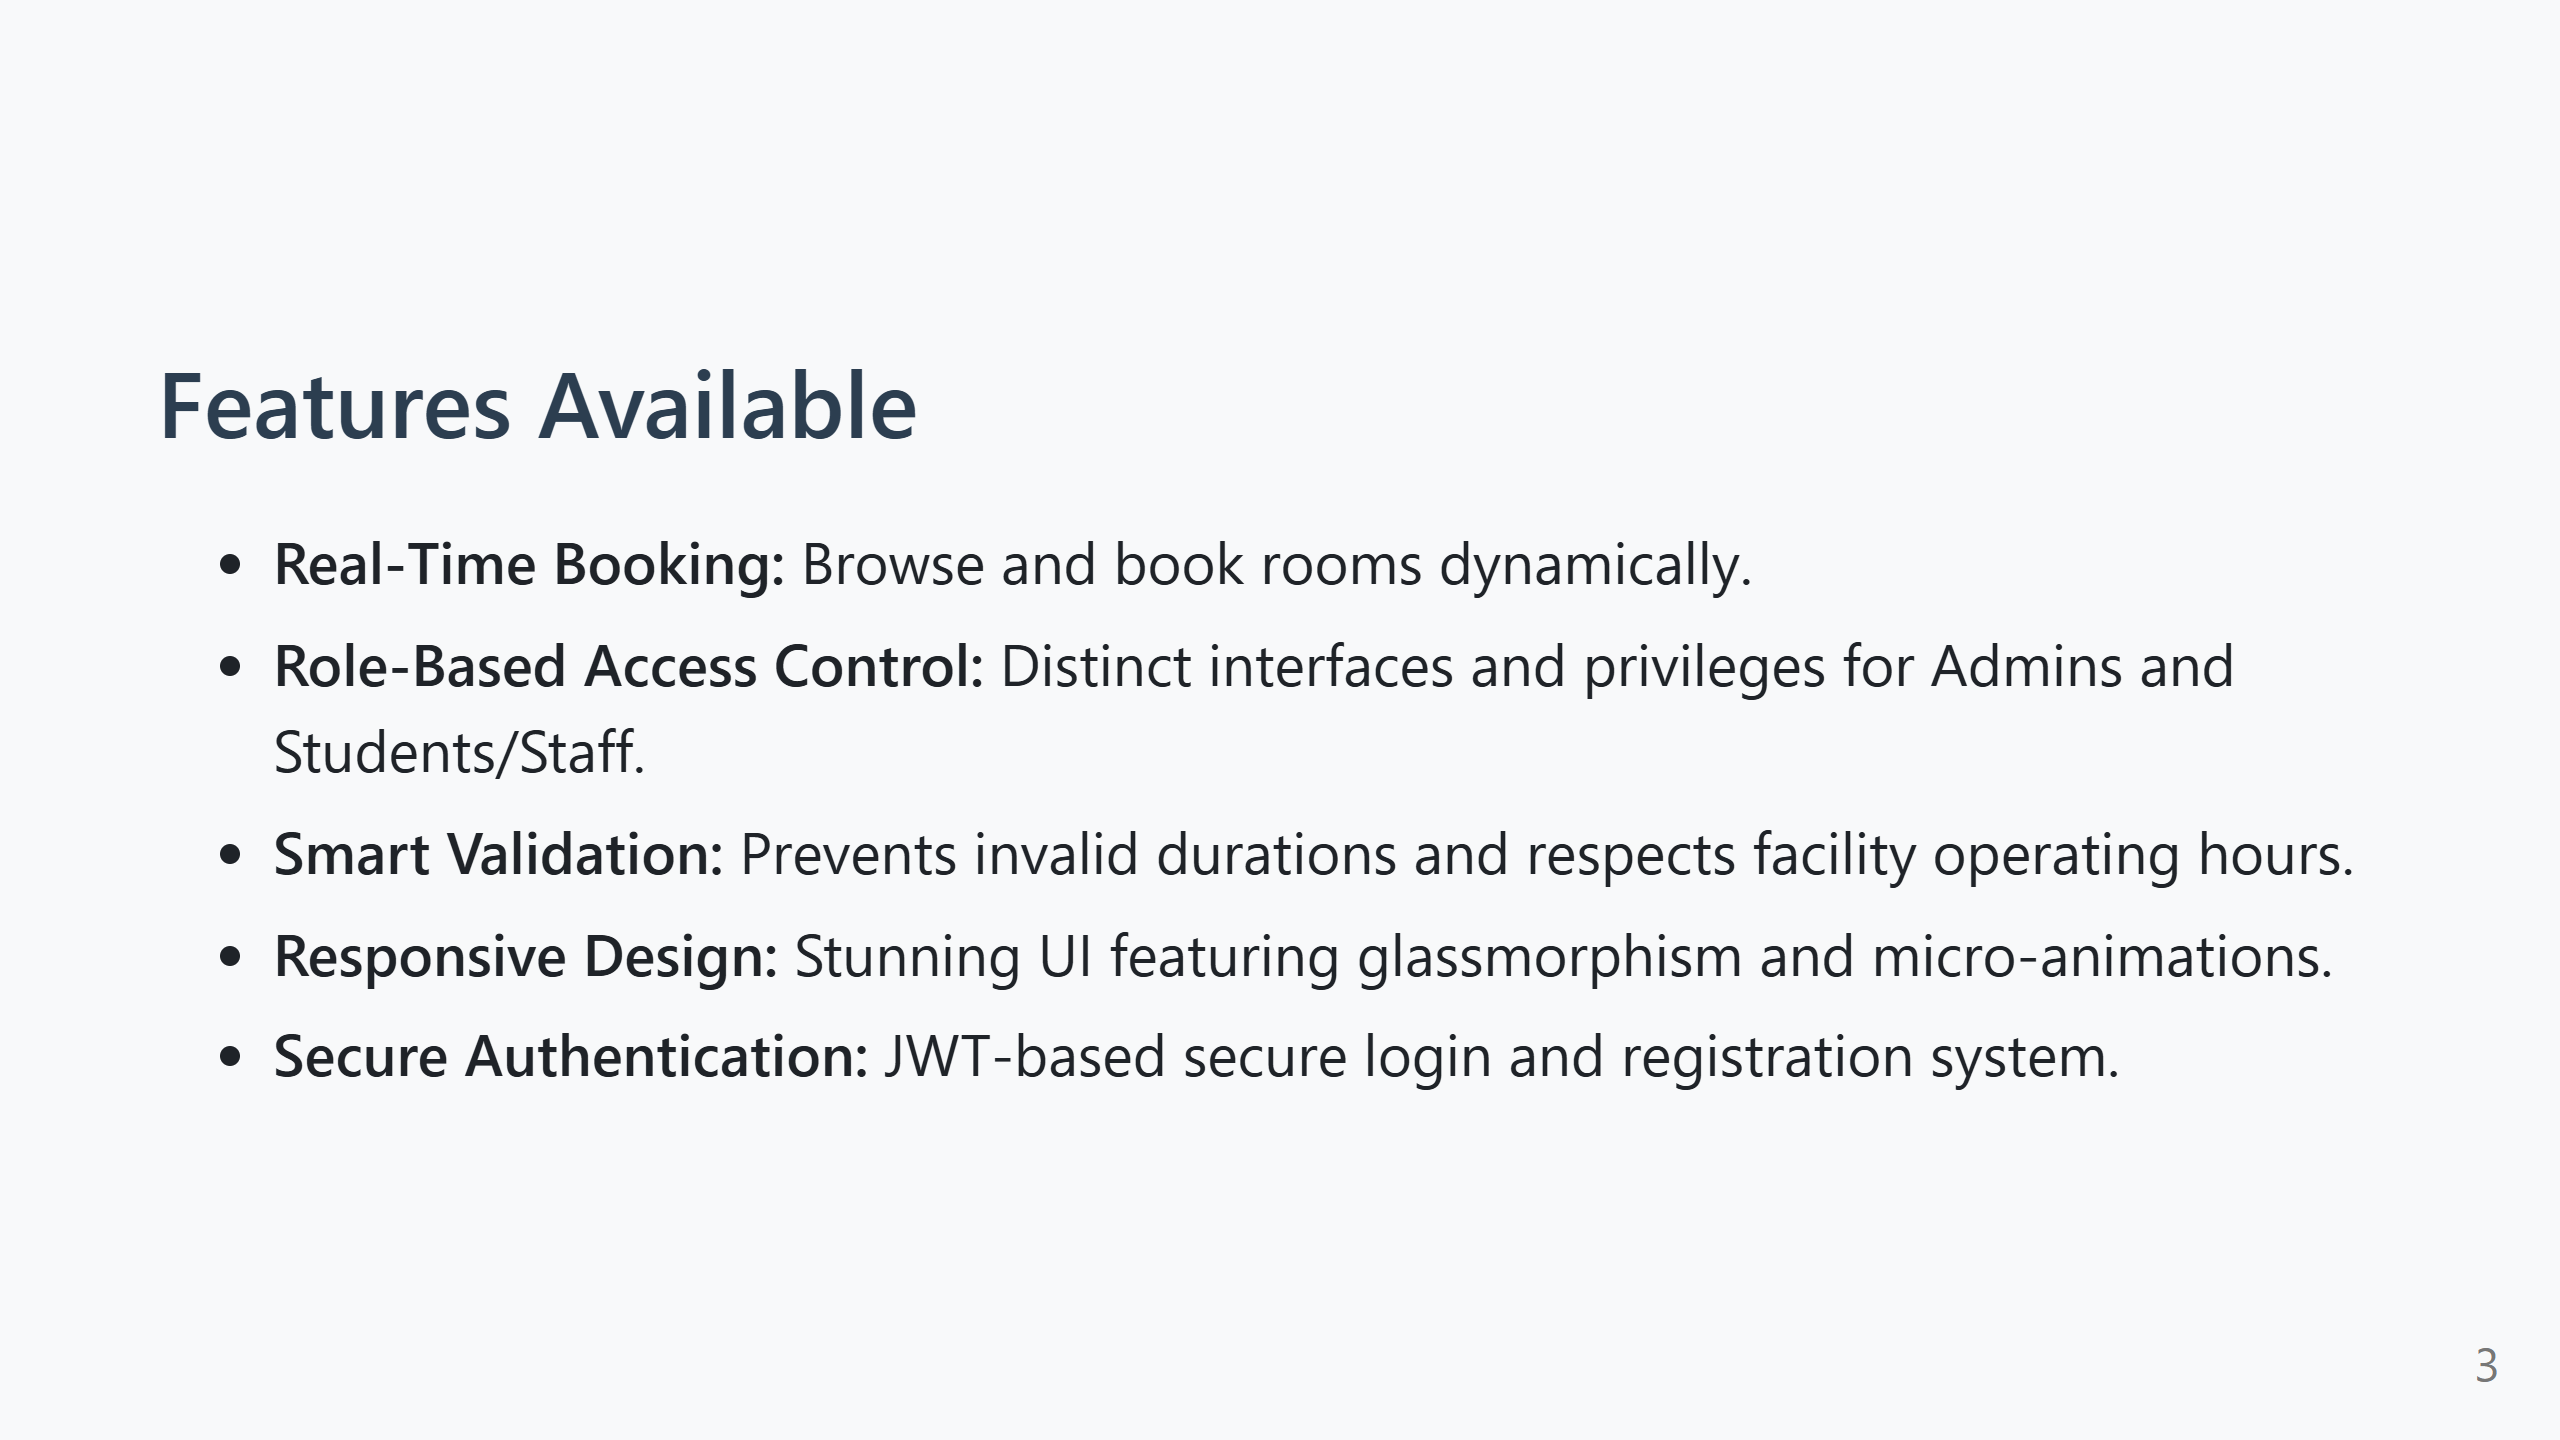 Features Available
• Real-Time Booking: Browse and book rooms dynamically.
• Role-Based Access Control: Distinct interfaces and privileges for Admins and
Students/Staff.
• Smart Validation: Prevents invalid durations and respects facility operating hours.
• Responsive Design: Stunning UI featuring glassmorphism and micro-animations.
• Secure Authentication: JWT-based secure login and registration system.
3